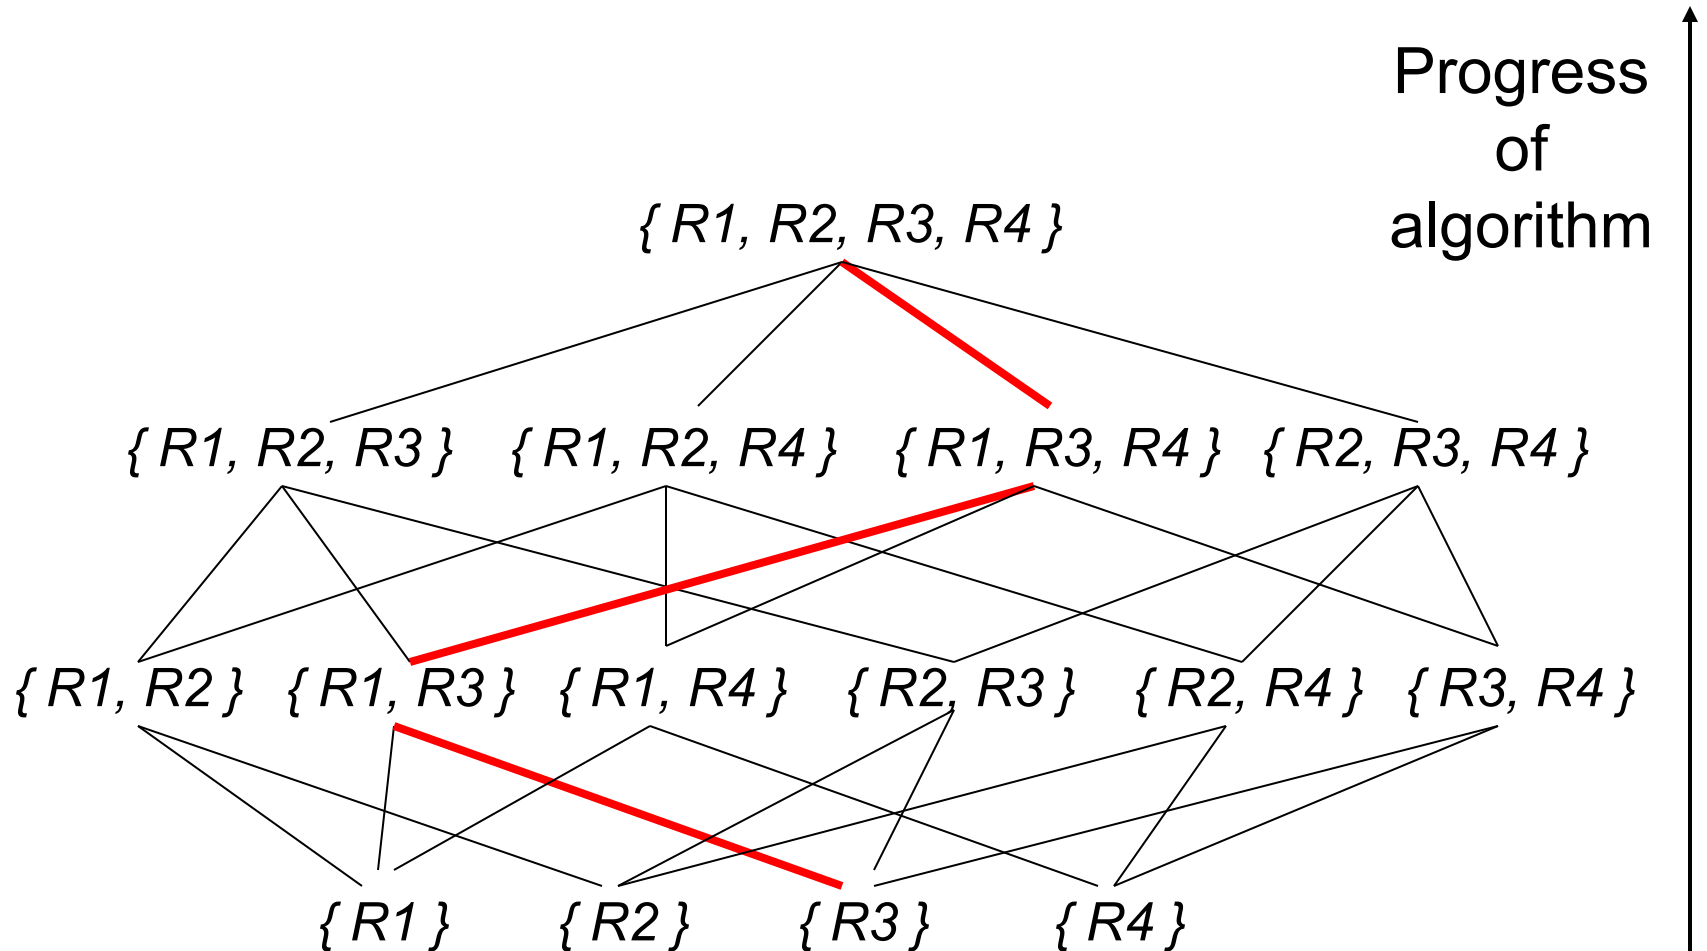 Progress
of
algorithm
{ R1, R2, R3, R4 }
{ R1, R2, R3 } { R1, R2, R4 } { R1, R3, R4 } { R2, R3, R4 }
{ R1, R2 } { R1, R3 } { R1, R4 } { R2, R3 } { R2, R4 } { R3, R4 }
{ R1 } { R2 } { R3 } { R4 }